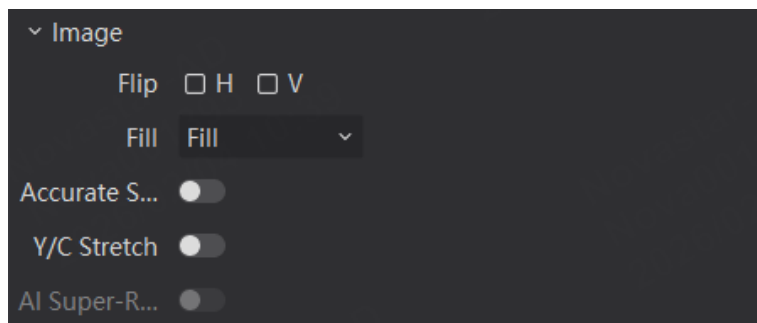 Image
Flip H V
Fill Fill
Accurate S...
Y/C Stretch
AI Super-R...